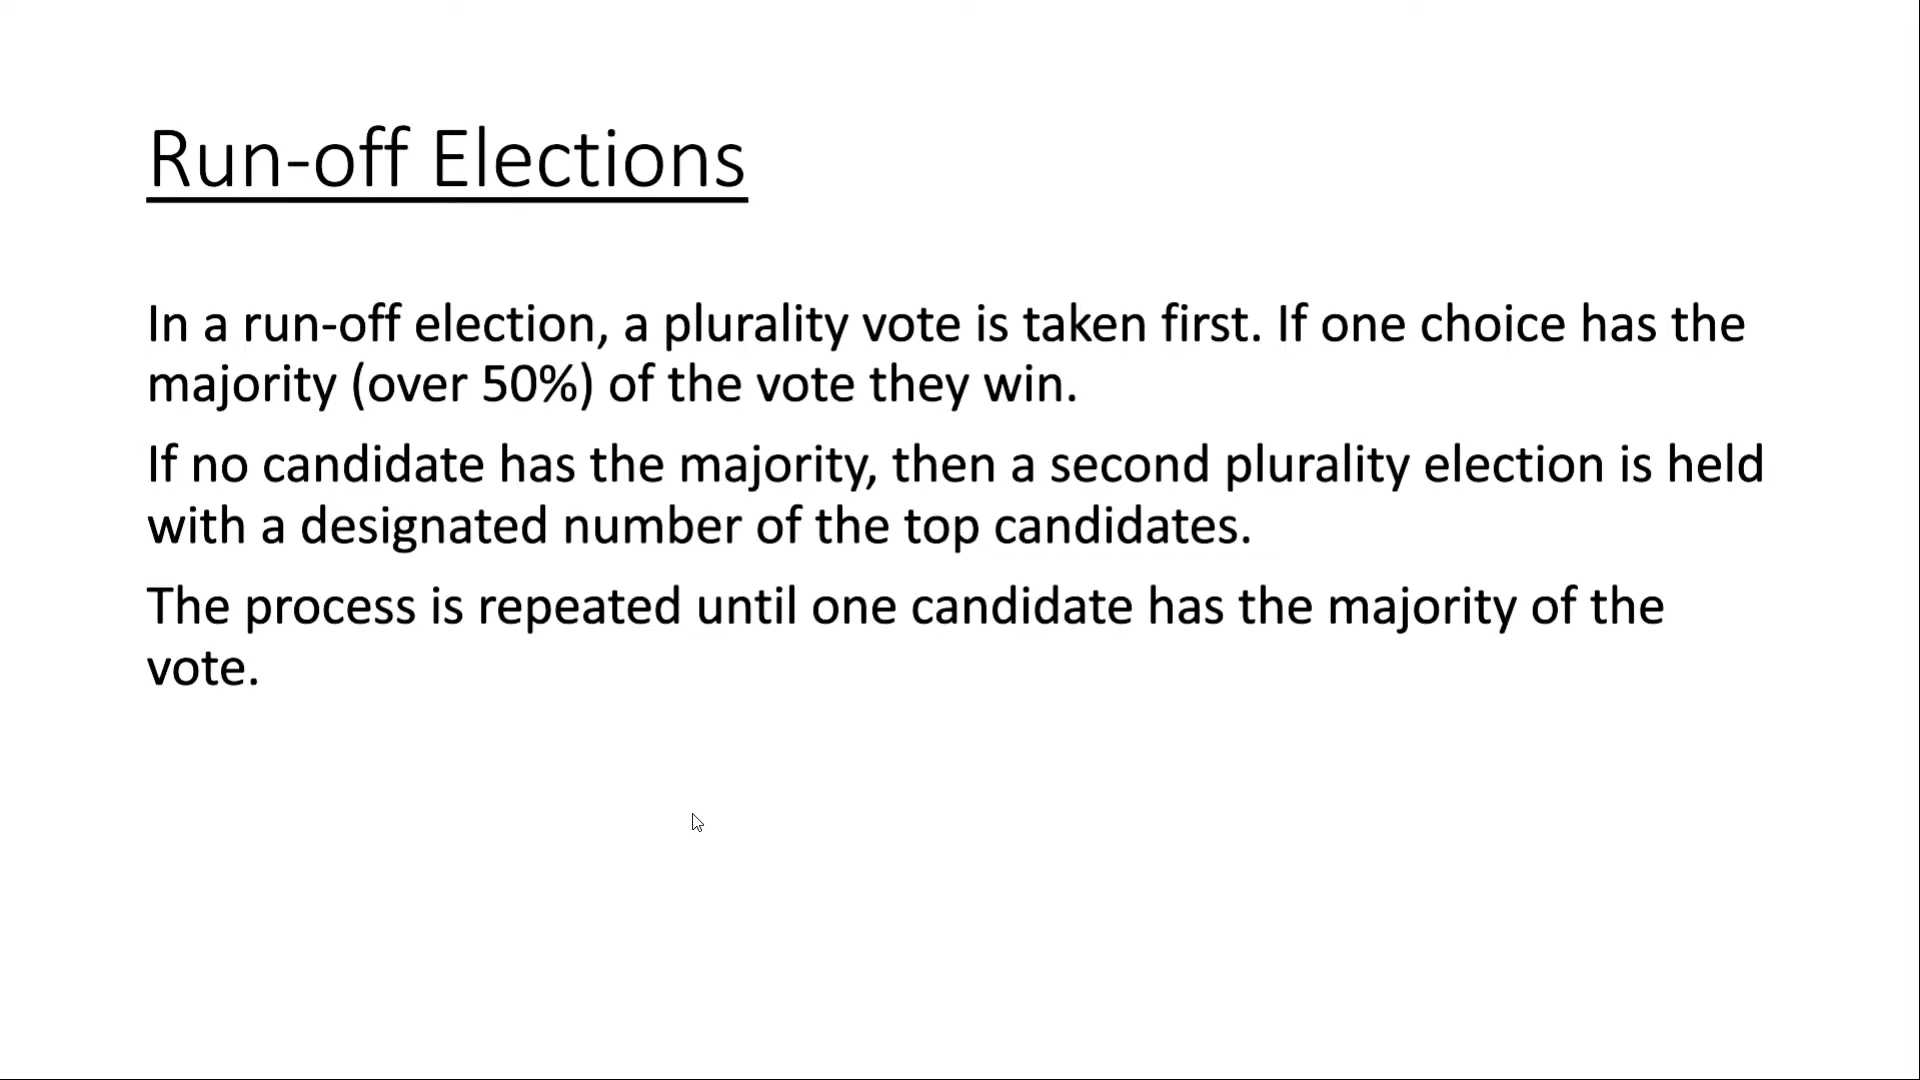 Run-off Elections
In a run-off election, a plurality vote is taken first. If one choice has the
majority (over 50%) of the vote they win.
If no candidate has the majority, then a second plurality election is held
with a designated number of the top candidates.
The process is repeated until one candidate has the majority of the
vote.